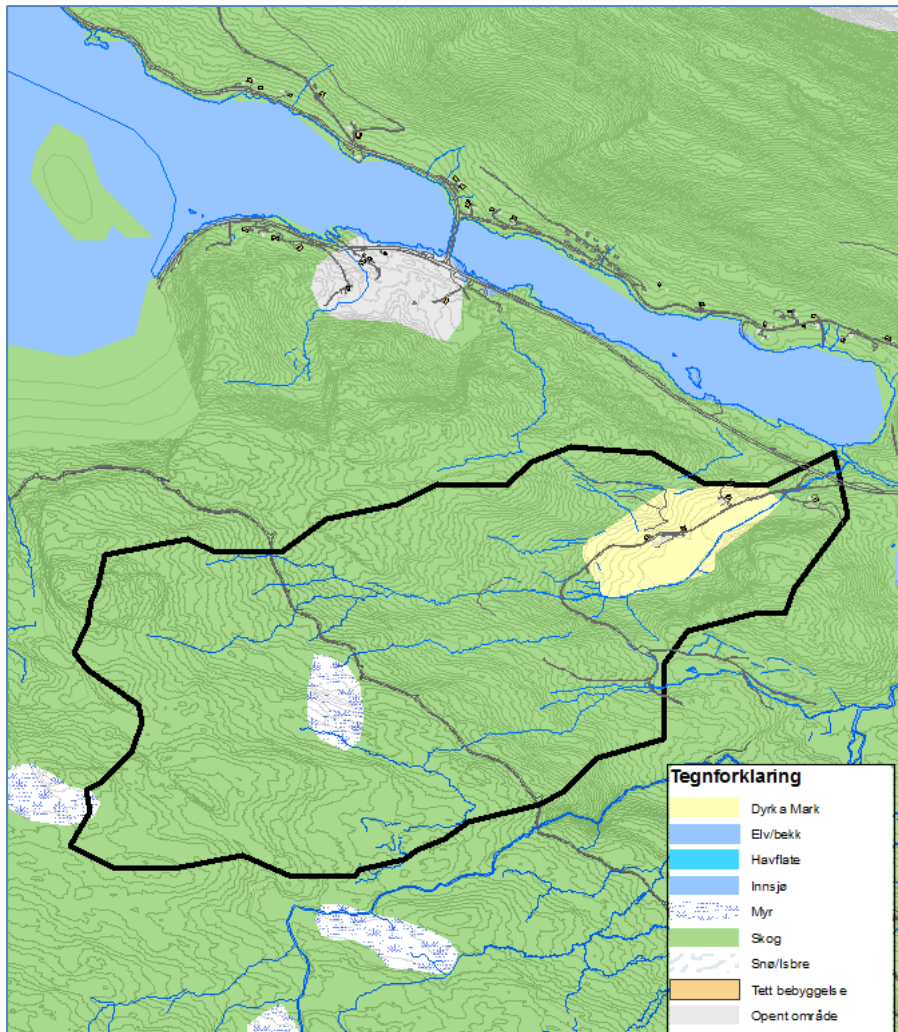 Tegnforklaring
Dyrka Mark
Elv/bekk
Havflate
Innsjø
Myr
Skog
Snø/Isbre
Tett bebyggelse
Opent område